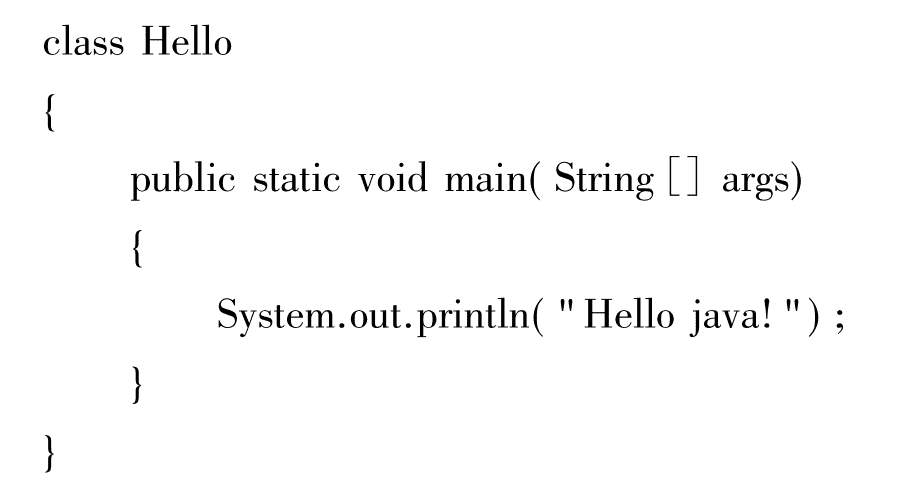 class Hello
{
public static void main( String [ ] args)
{
System.out.println( "Hello java! ") ;
}
}